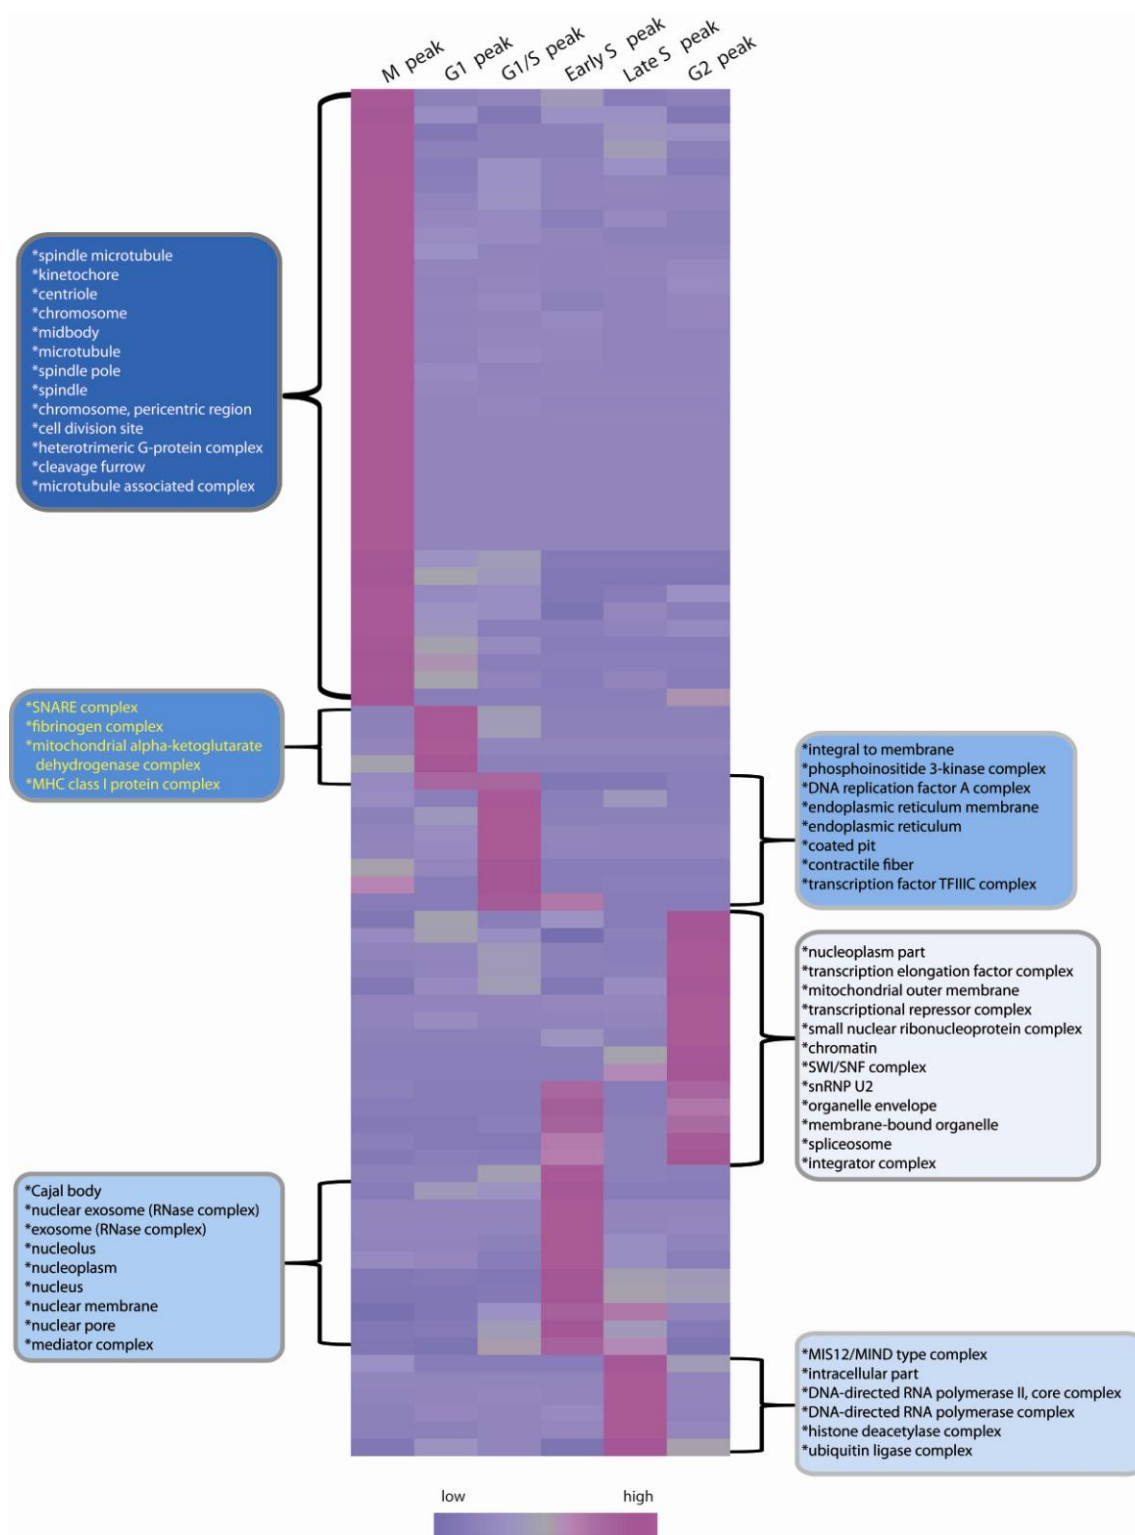 M peak
G1 peak
G1/S peak
Early S peak
Late S peak
G2 peak
*spindle microtubule
*kinetochore
*centriole
*chromosome
*midbody
*microtubule
*spindle pole
*spindle
*chromosome, pericentric region
*cell division site
*heterotrimeric G-protein complex
*cleavage furrow
*microtubule associated complex
*SNARE complex
*fibrinogen complex
*mitochondrial alpha-ketoglutarate
dehydrogenase complex
*MHC class I protein complex
*integral to membrane
*phosphoinositide 3-kinase complex
*DNA replication factor A complex
*endoplasmic reticulum membrane
*endoplasmic reticulum
*coated pit
*contractile fiber
*transcription factor TFIIIC complex
*nucleoplasm part
*transcription elongation factor complex
*mitochondrial outer membrane
*transcriptional repressor complex
*small nuclear ribonucleoprotein complex
*chromatin
*SWI/SNF complex
*snRNP U2
*organelle envelope
*membrane-bound organelle
*spliceosome
*integrator complex
*Cajal body
*nuclear exosome (RNase complex)
*exosome (RNase complex)
*nucleolus
*nucleoplasm
*nucleus
*nuclear membrane
*nuclear pore
*mediator complex
*MIS12/MIND type complex
*intracellular part
*DNA-directed RNA polymerase II, core complex
*DNA-directed RNA polymerase complex
*histone deacetylase complex
*ubiquitin ligase complex
low
high